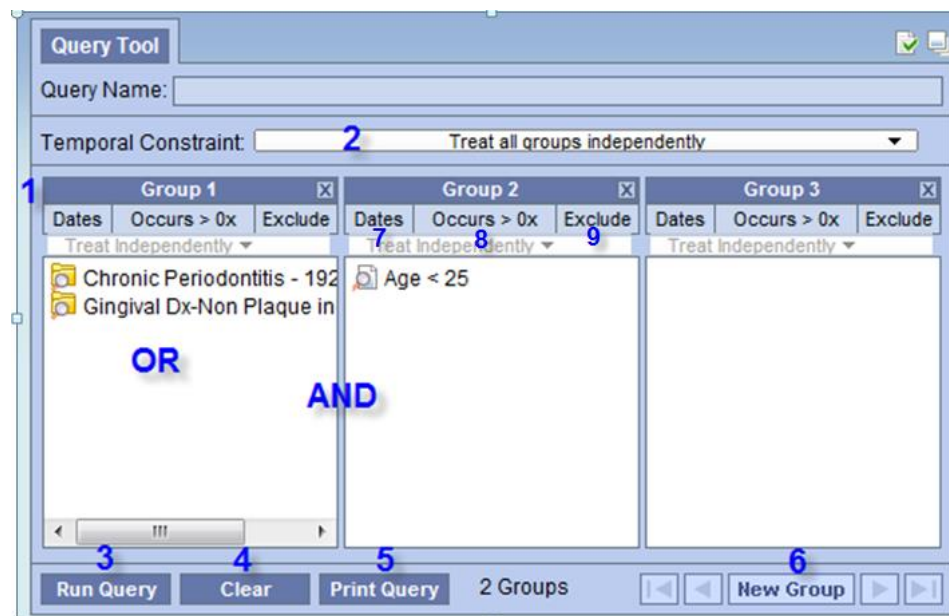 Query Tool
Query Name:
Temporal Constraint: 2 Treat all groups independently
1 Group 1 X Group 2 X Group 3 X
Dates Occurs > 0x Exclude Dates Occurs > 0x Exclude Dates Occurs > 0x Exclude
7 8 9
Treat Independently Treat Independently Treat Independently
Chronic Periodontitis - 192 Age < 25
Gingival Dx-Non Plaque in
OR
AND
3 4 5 6
Run Query Clear Print Query 2 Groups New Group